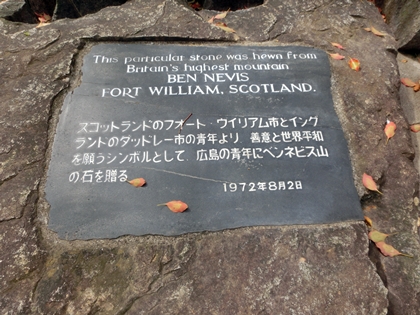 This particular stone was hewn from
Britain's highest mountain
BEN NEVIS
FORT WILLIAM, SCOTLAND.
スコットランドのフォート・ウイリアム市とイング
ランドのダッドレー市の青年より 善意と世界平和
を願うシンボルとして、広島の青年にベンネビス山
の石を贈る
1972年8月2日